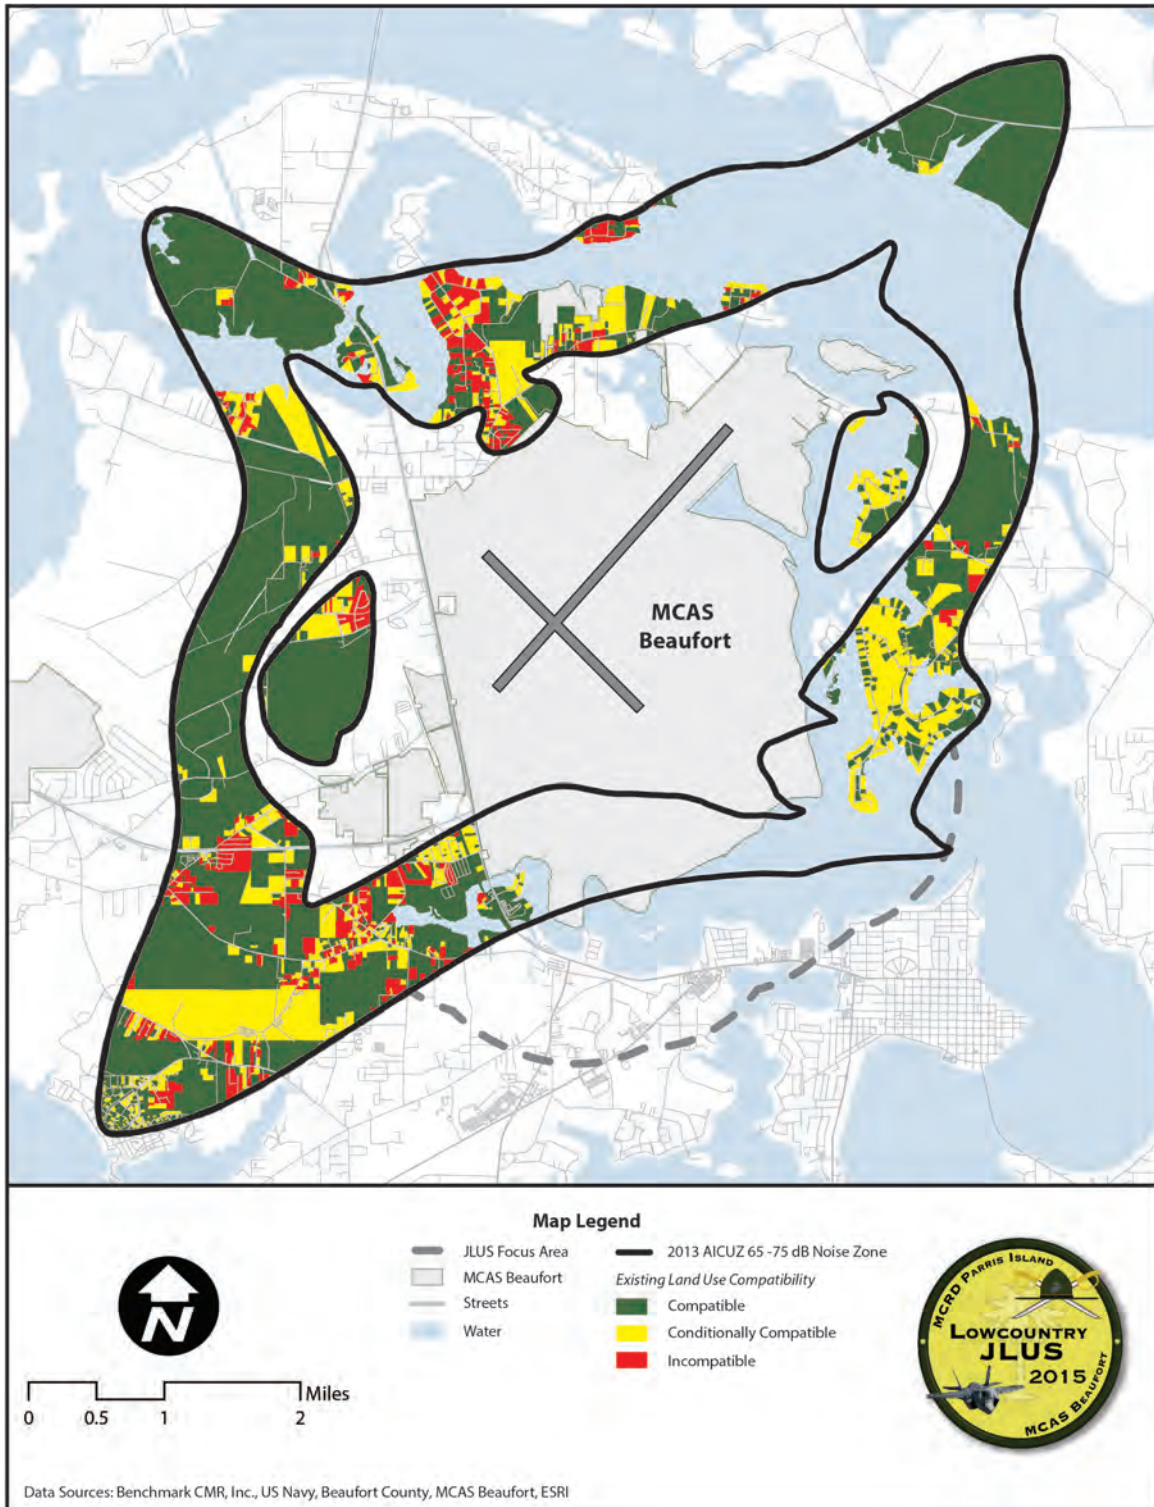 MCAS
Beaufort
Map Legend
JLUS Focus Area
MCAS Beaufort
Streets
Water
2013 AICUZ 65 -75 dB Noise Zone
Existing Land Use Compatibility
Compatible
Conditionally Compatible
Incompatible
N
Miles
0 0.5 1 2
MCRD PARRIS ISLAND
LOWCOUNTRY
JLUS
2015
MCAS BEAUFORT
Data Sources: Benchmark CMR, Inc., US Navy, Beaufort County, MCAS Beaufort, ESRI